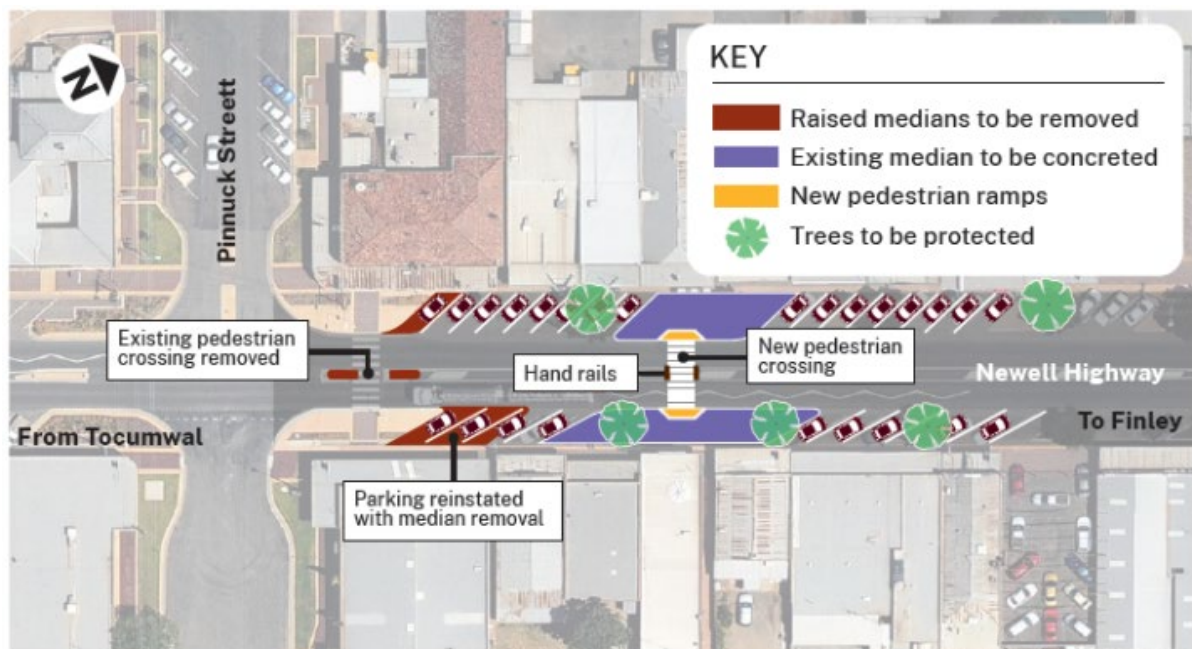 N
Pinnuck Streett
KEY
Raised medians to be removed
Existing median to be concreted
New pedestrian ramps
Trees to be protected
Existing pedestrian
crossing removed
Hand rails
New pedestrian
crossing
Newell Highway
From Tocumwal
To Finley
Parking reinstated
with median removal